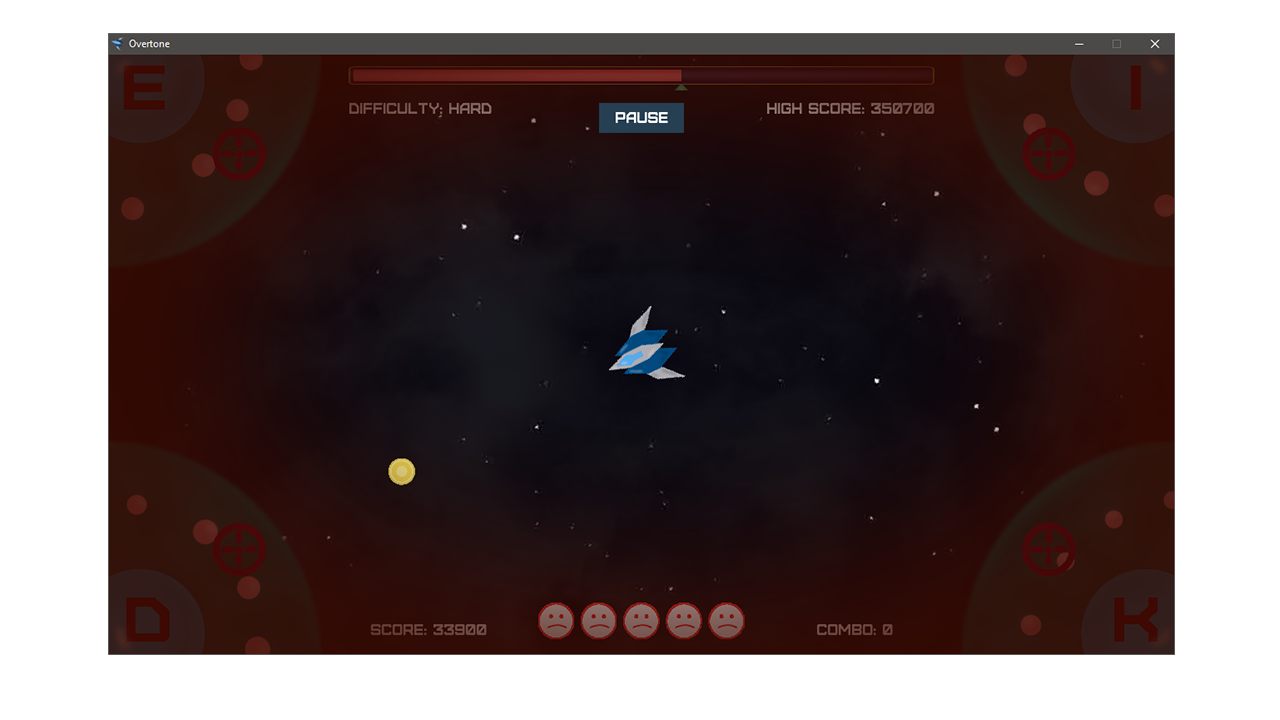 Overtone
E
I
DIFFICULTY: HARD
PAUSE
HIGH SCORE: 350700
D
K
SCORE: 33900
COMBO: 0